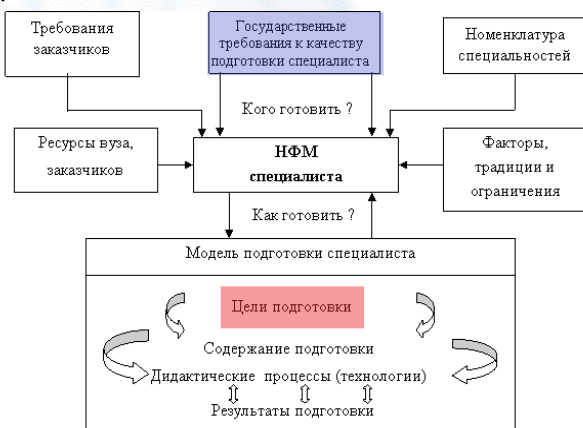 Требования
заказчиков
Государственные
требования к качеству
подготовки специалиста
Номенклатура
специальностей
Кого готовить ?
Ресурсы вуза,
заказчиков
НФМ
специалиста
Факторы,
традиции и
ограничения
Как готовить ?
Модель подготовки специалиста
Цели подготовки
Содержание подготовки
Дидактические процессы (технологии)
Результаты подготовки